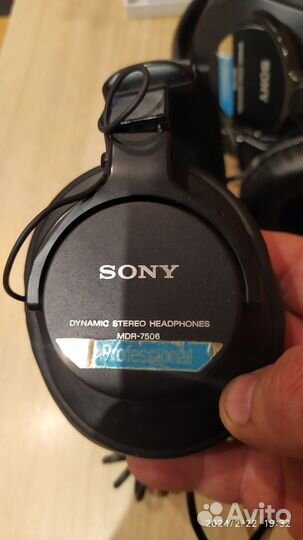 SONY
SONY
DYNAMIC STEREO HEADPHONES
MDR-7506
Professional
2024/2/22 19:32
Avito